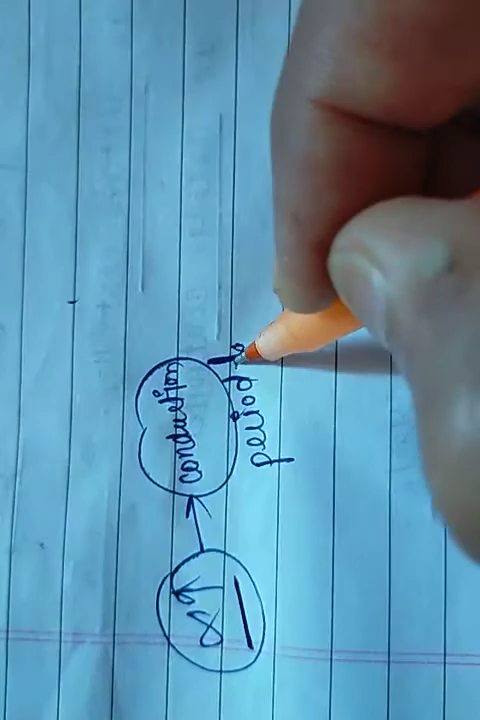 α↑ → conduction
period ↓